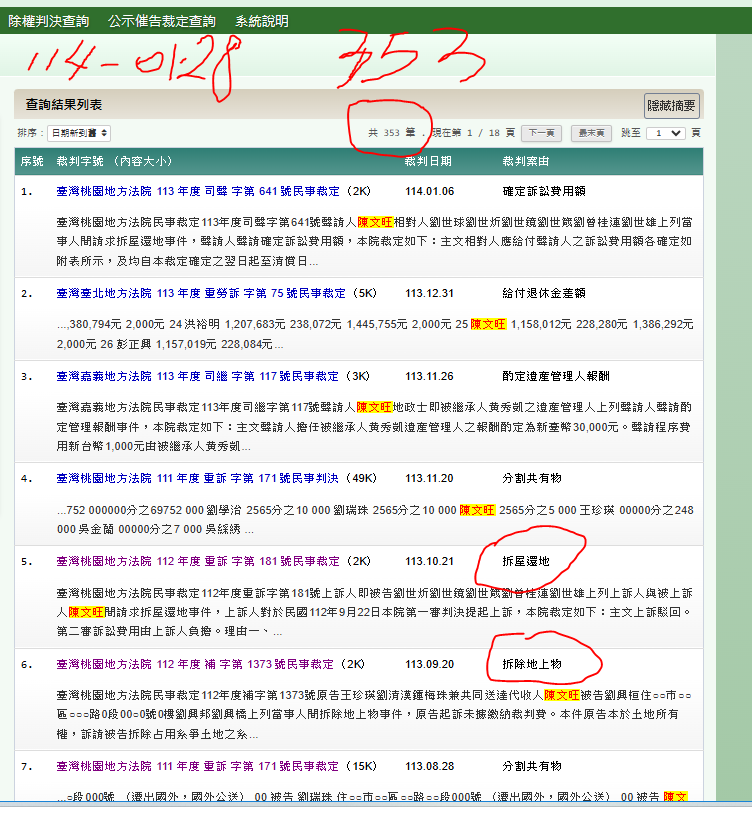 除權判決查詢 公示催告裁定查詢 系統說明
114-01-28 353
查詢結果列表 隱藏摘要
排序： 日期新到舊 共 353 筆 . 現在第 1 / 18 頁 下一頁 最末頁 跳至 1 頁
序號 裁判字號 （內容大小） 裁判日期 裁判案由
1. 臺灣桃園地方法院 113 年度 司聲 字第 641 號民事裁定（2K） 114.01.06 確定訴訟費用額
臺灣桃園地方法院民事裁定113年度司聲字第641號聲請人陳文旺相對人劉世球劉世炘劉世鏡劉世箴劉曾桂連劉世雄上列當
事人間請求拆屋還地事件，聲請人聲請確定訴訟費用額，本院裁定如下：主文相對人應給付聲請人之訴訟費用額各確定如
附表所示，及均自本裁定確定之翌日起至清償日...
2. 臺灣臺北地方法院 113 年度 重勞訴 字第 75 號民事裁定（5K） 113.12.31 給付退休金差額
...,380,794元 2,000元 24 洪裕明 1,207,683元 238,072元 1,445,755元 2,000元 25 陳文旺 1,158,012元 228,280元 1,386,292元
2,000元 26 彭正興 1,157,019元 228,084元...
3. 臺灣嘉義地方法院 113 年度 司繼 字第 117 號民事裁定（3K） 113.11.26 酌定遺產管理人報酬
臺灣嘉義地方法院民事裁定113年度司繼字第117號聲請人陳文旺地政士即被繼承人黃秀凱之遺產管理人上列聲請人聲請酌
定管理報酬事件，本院裁定如下：主文聲請人擔任被繼承人黃秀凱遺產管理人之報酬酌定為新臺幣30,000元。聲請程序費
用新台幣1,000元由被繼承人黃秀凱...
4. 臺灣桃園地方法院 111 年度 重訴 字第 171 號民事判決（49K） 113.11.20 分割共有物
...752 000000分之69752 000 劉學治 2565分之10 000 劉瑞珠 2565分之10 000 陳文旺 2565分之5 000 王珍瑛 00000分之248
000 吳金蘭 00000分之7 000 吳綵綉 ...
5. 臺灣桃園地方法院 112 年度 重訴 字第 181 號民事裁定（2K） 113.10.21 拆屋還地
臺灣桃園地方法院民事裁定112年度重訴字第181號上訴人即被告劉世炘劉世鏡劉世箴劉曾桂連劉世雄上列上訴人與被上訴
人陳文旺間請求拆屋還地事件，上訴人對於民國112年9月22日本院第一審判決提起上訴，本院裁定如下：主文上訴駁回。
第二審訴訟費用由上訴人負擔。理由一、...
6. 臺灣桃園地方法院 112 年度 補 字第 1373 號民事裁定（2K） 113.09.20 拆除地上物
臺灣桃園地方法院民事裁定112年度補字第1373號原告王珍瑛劉清漢鍾梅珠兼共同送達代收人陳文旺被告劉興恒住○○市○○
區○○○路0段00○0號0樓劉興邦劉興橋上列當事人間拆除地上物事件，原告起訴未據繳納裁判費。本件原告本於土地所有
權，訴請被告拆除占用系爭土地之系...
7. 臺灣桃園地方法院 111 年度 重訴 字第 171 號民事裁定（15K） 113.08.28 分割共有物
...○段000號 （遷出國外，國外公送） 00 被告 劉瑞珠 住○○市○○區○○路○○段000號 （遷出國外，國外公送） 00 被告 陳文